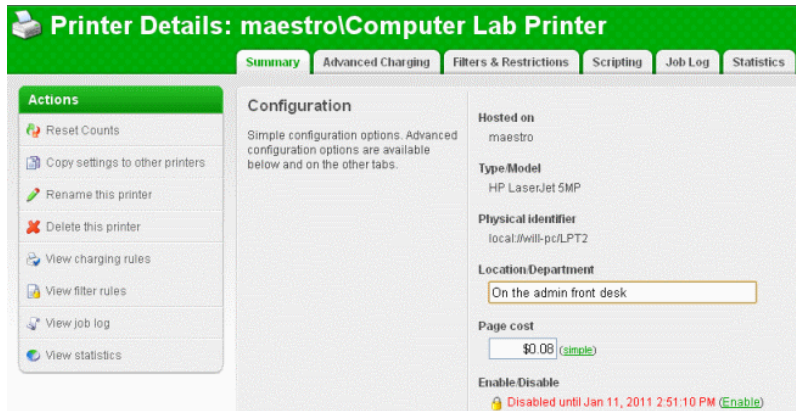 Printer Details: maestro\Computer Lab Printer
Summary
Advanced Charging
Filters & Restrictions
Scripting
Job Log
Statistics
Actions
Reset Counts
Copy settings to other printers
Rename this printer
Delete this printer
View charging rules
View filter rules
View job log
View statistics
Configuration
Simple configuration options. Advanced
configuration options are available
below and on the other tabs.
Hosted on
maestro
Type/Model
HP LaserJet 5MP
Physical identifier
local://will-pc/LPT2
Location/Department
On the admin front desk
Page cost
$0.08 (simple)
Enable/Disable
Disabled until Jan 11, 2011 2:51:10 PM (Enable)